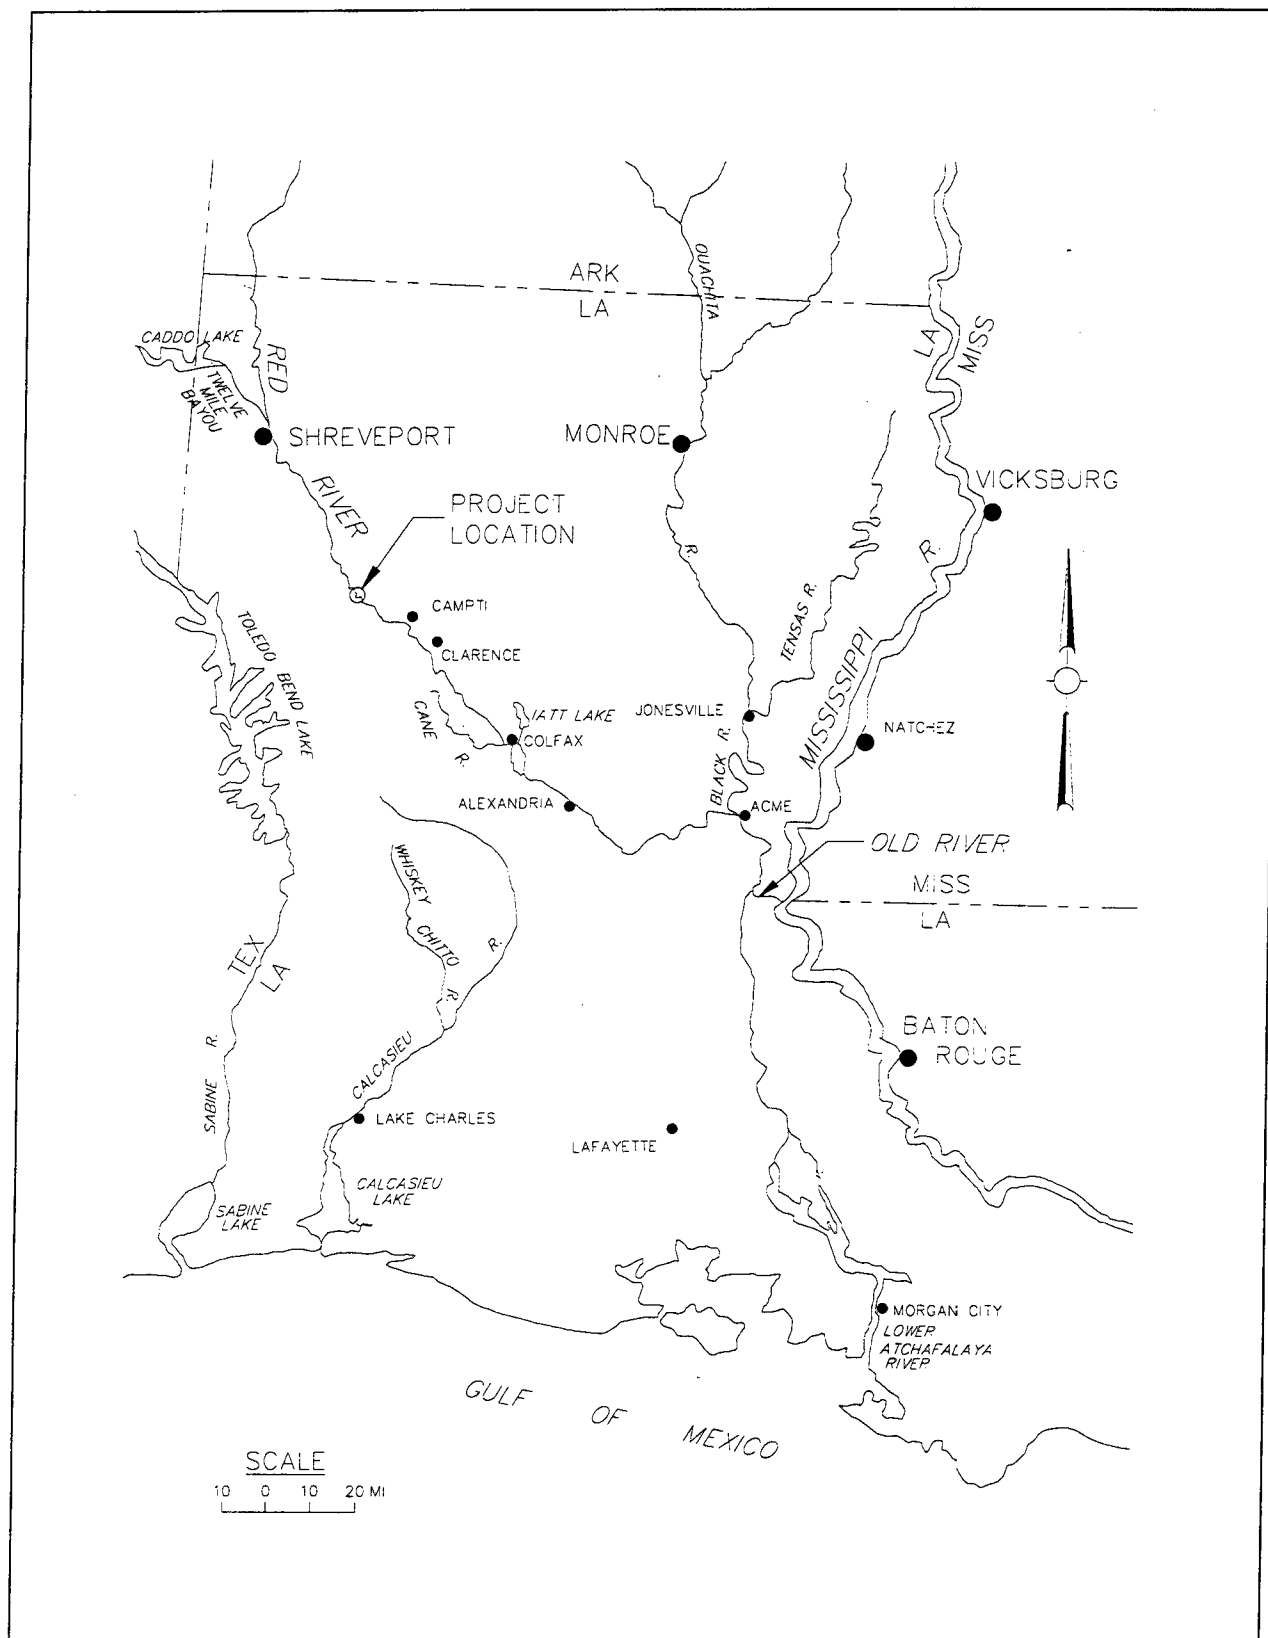 ARK
LA
OUACHITA
LA
MISS
CADDO LAKE
RED
TWELVE
MILE
BAYOU
SHREVEPORT
MONROE
RIVER
VICKSBURG
PROJECT
LOCATION
R.
R.
CAMPTI
TENSAS R.
CLARENCE
TOLEDO BEND LAKE
MISSISSIPPI
CANE
R.
IATT LAKE
JONESVILLE
NATCHEZ
COLFAX
BLACK R.
ALEXANDRIA
ACME
OLD RIVER
WHISKEY CHITTO R.
MISS
LA
R.
TEX
LA
BATON
ROUGE
SABINE R.
CALCASIEU
LAKE CHARLES
LAFAYETTE
CALCASIEU
LAKE
SABINE
LAKE
MORGAN CITY
LOWER
ATCHAFALAYA
RIVER
GULF OF MEXICO
SCALE
10 0 10 20 MI